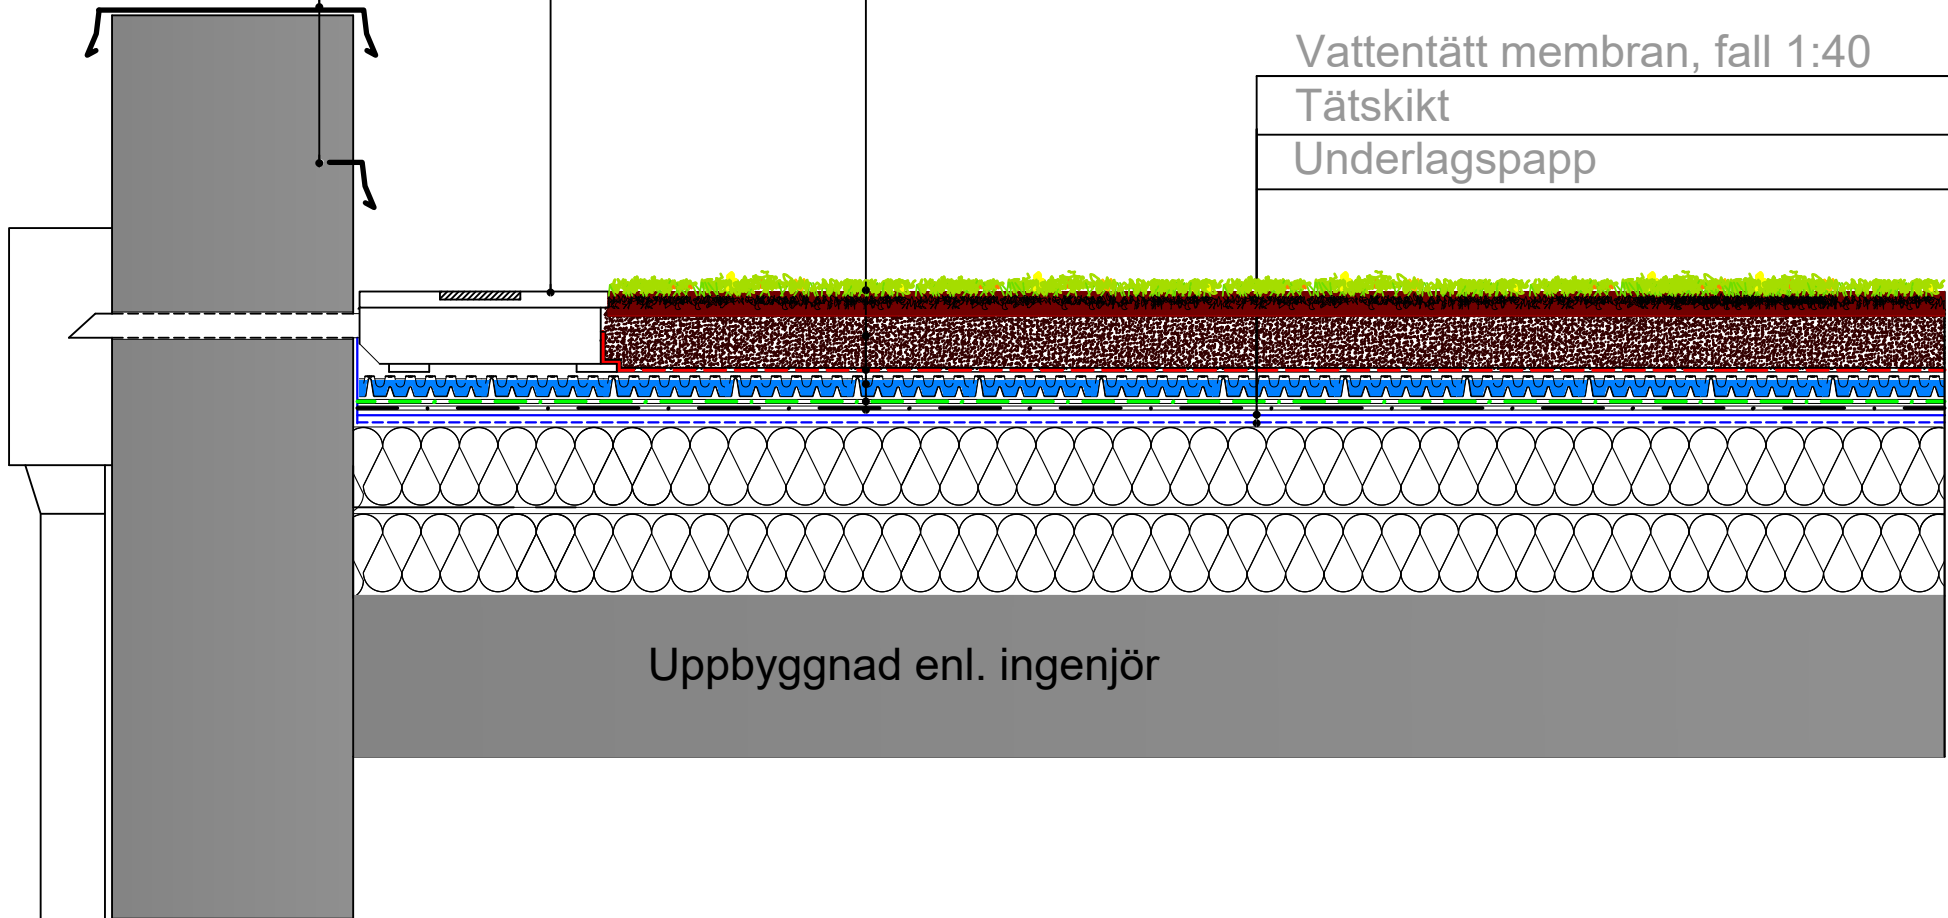 Vattentätt membran, fall 1:40
Tätskikt
Underlagspapp
Uppbyggnad enl. ingenjör